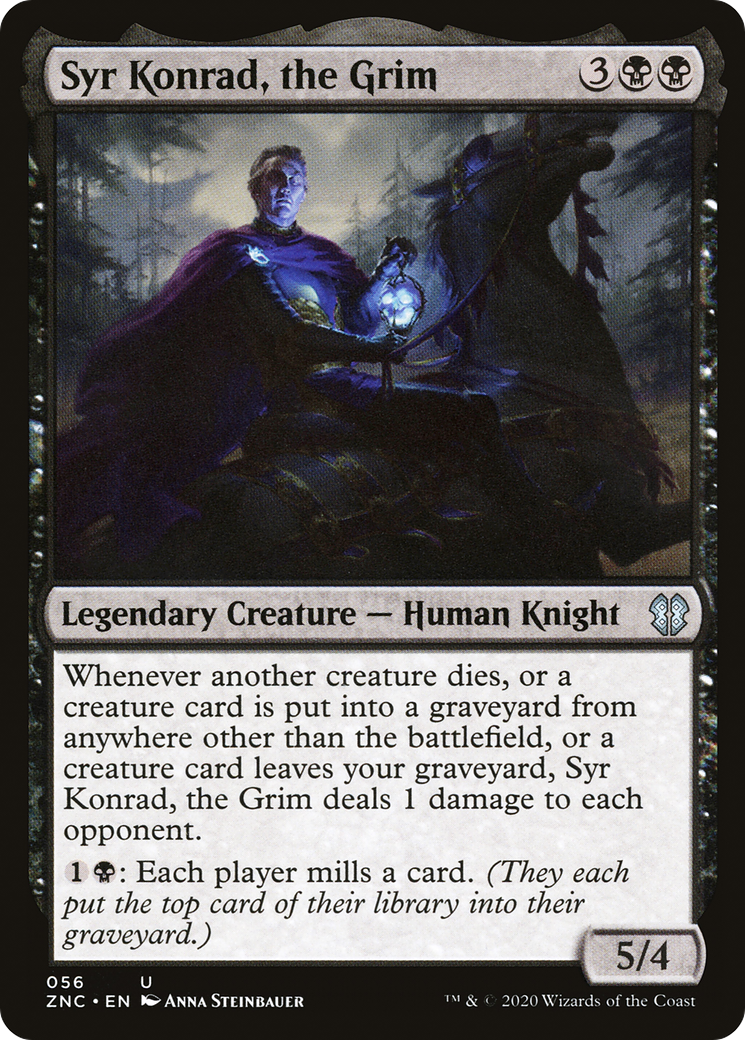 Syr Konrad, the Grim 3
Legendary Creature — Human Knight
Whenever another creature dies, or a
creature card is put into a graveyard from
anywhere other than the battlefield, or a
creature card leaves your graveyard, Syr
Konrad, the Grim deals 1 damage to each
opponent.
1: Each player mills a card. (They each
put the top card of their library into their
graveyard.)
5/4
056 U
ZNC • EN Anna Steinbauer
™ & © 2020 Wizards of the Coast